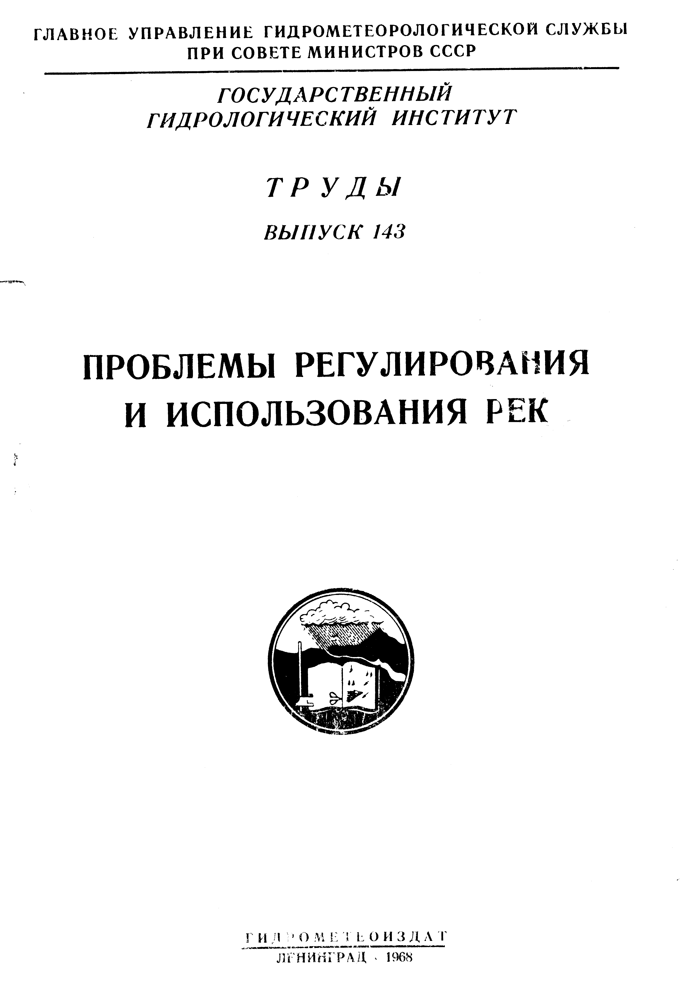 ГЛАВНОЕ УПРАВЛЕНИЕ ГИДРОМЕТЕОРОЛОГИЧЕСКОЙ СЛУЖБЫ
ПРИ СОВЕТЕ МИНИСТРОВ СССР
ГОСУДАРСТВЕННЫЙ
ГИДРОЛОГИЧЕСКИЙ ИНСТИТУТ
ТРУДЫ
ВЫПУСК 143
ПРОБЛЕМЫ РЕГУЛИРОВАНИЯ
И ИСПОЛЬЗОВАНИЯ РЕК
ГИДРОМЕТЕОИЗДАТ
ЛЕНИНГРАД · 1968